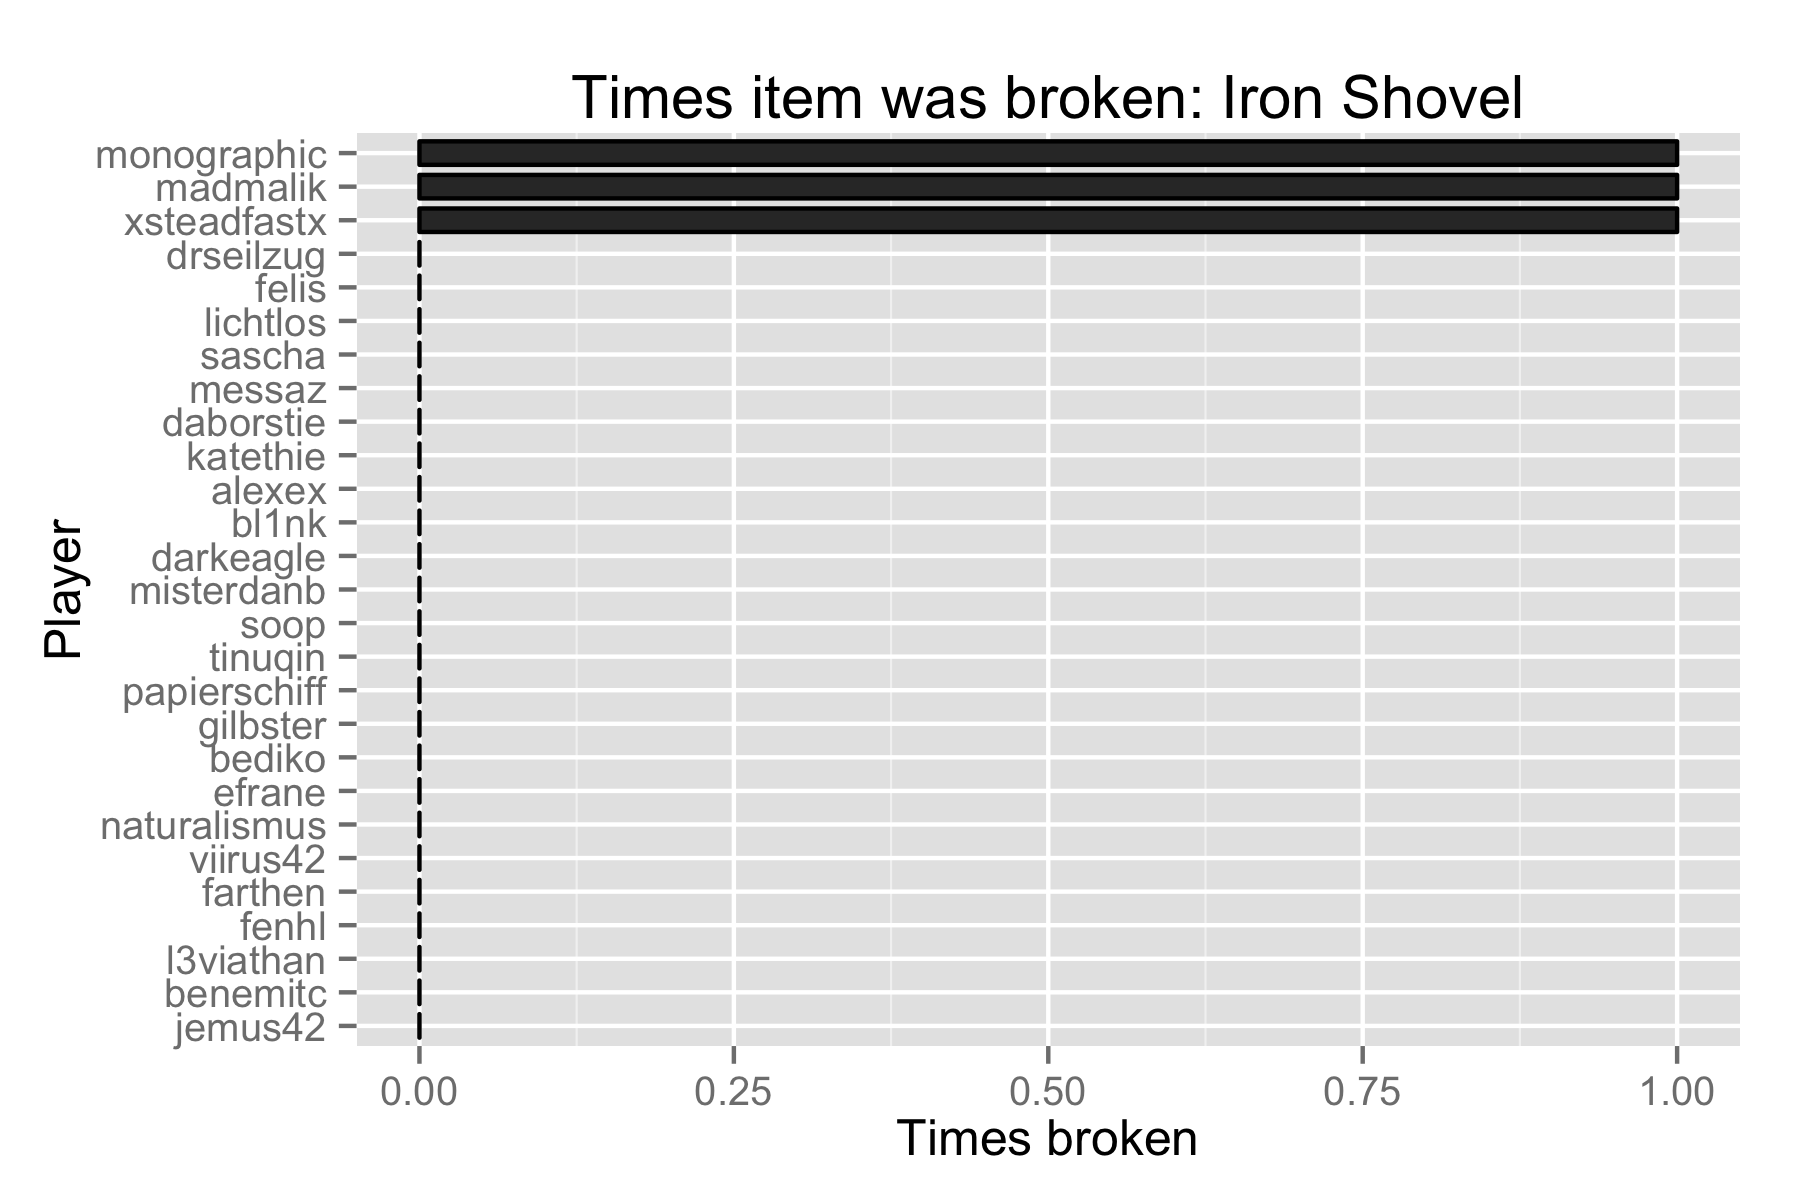 Times item was broken: Iron Shovel
monographic
madmalik
xsteadfastx
drseilzug
felis
lichtlos
sascha
messaz
daborstie
katethie
alexex
bl1nk
darkeagle
misterdanb
soop
tinuqin
papierschiff
gilbster
bediko
efrane
naturalismus
viirus42
farthen
fenhl
l3viathan
benemitc
jemus42
Player
0.00 0.25 0.50 0.75 1.00
Times broken